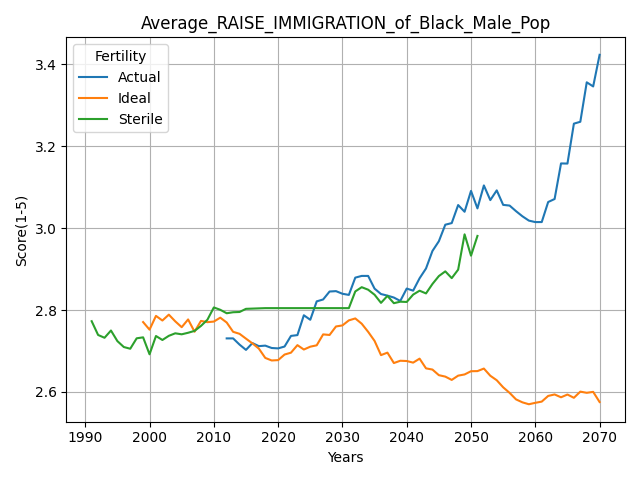 Average_RAISE_IMMIGRATION_of_Black_Male_Pop
Fertility
Actual
Ideal
Sterile
Score(1-5)
3.4
3.2
3.0
2.8
2.6
1990 2000 2010 2020 2030 2040 2050 2060 2070
Years